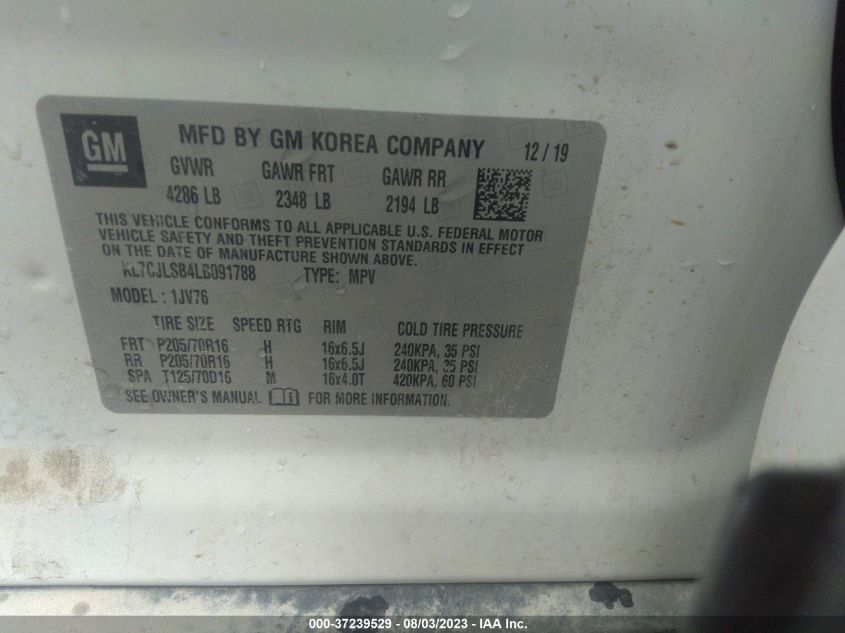 GM
MFD BY GM KOREA COMPANY 12 / 19
GVWR GAWR FRT GAWR RR
4286 LB 2348 LB 2194 LB
THIS VEHICLE CONFORMS TO ALL APPLICABLE U.S. FEDERAL MOTOR
VEHICLE SAFETY AND THEFT PREVENTION STANDARDS IN EFFECT
ON THE DATE OF MANUFACTURE SHOWN ABOVE.
KL7CJLSB4LB091788 TYPE: MPV
MODEL : 1JV76
TIRE SIZE SPEED RTG RIM COLD TIRE PRESSURE
FRT P205/70R16 H 16x6.5J 240KPA, 35 PSI
RR P205/70R16 H 16x6.5J 240KPA, 35 PSI
SPA T125/70D16 M 16x4.0T 420KPA, 60 PSI
SEE OWNER'S MANUAL FOR MORE INFORMATION.
000-37239529 - 08/03/2023 - IAA Inc.